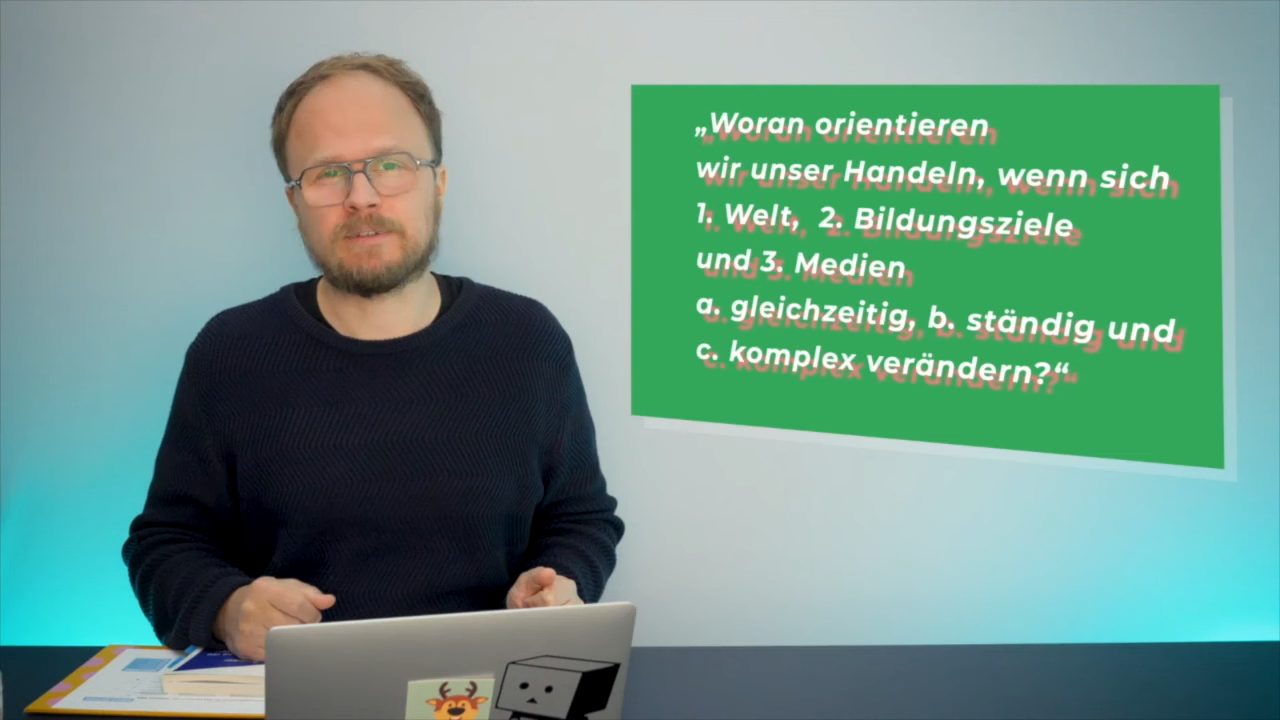 „Woran orientieren
wir unser Handeln, wenn sich
1. Welt, 2. Bildungsziele
und 3. Medien
a. gleichzeitig, b. ständig und
c. komplex verändern?“